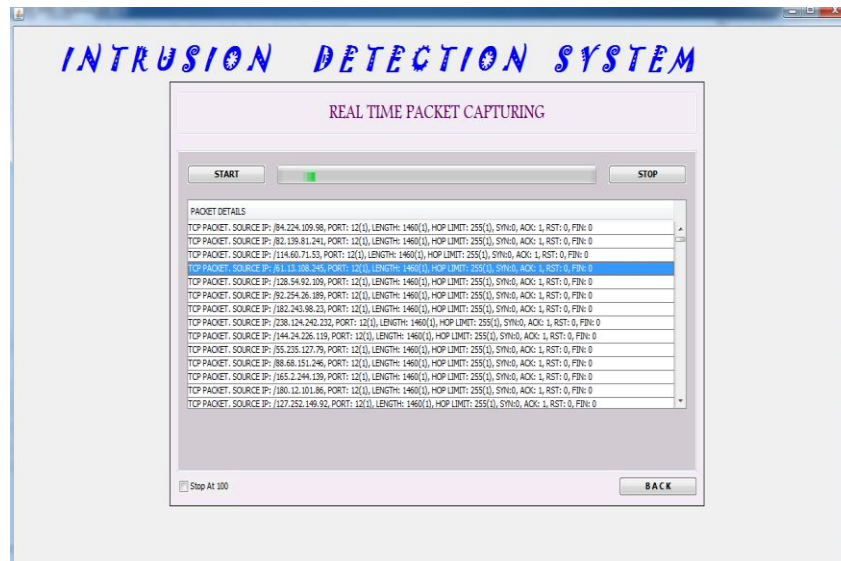 INTRUSION DETECTION SYSTEM
REAL TIME PACKET CAPTURING
START
STOP
PACKET DETAILS
TCP PACKET. SOURCE IP: /84.224.109.98, PORT: 12(1), LENGTH: 1460(1), HOP LIMIT: 255(1), SYN:0, ACK: 1, RST: 0, FIN: 0
TCP PACKET. SOURCE IP: /82.139.81.241, PORT: 12(1), LENGTH: 1460(1), HOP LIMIT: 255(1), SYN:0, ACK: 1, RST: 0, FIN: 0
TCP PACKET. SOURCE IP: /114.60.71.53, PORT: 12(1), LENGTH: 1460(1), HOP LIMIT: 255(1), SYN:0, ACK: 1, RST: 0, FIN: 0
TCP PACKET. SOURCE IP: /61.13.108.245, PORT: 12(1), LENGTH: 1460(1), HOP LIMIT: 255(1), SYN:0, ACK: 1, RST: 0, FIN: 0
TCP PACKET. SOURCE IP: /128.54.92.109, PORT: 12(1), LENGTH: 1460(1), HOP LIMIT: 255(1), SYN:0, ACK: 1, RST: 0, FIN: 0
TCP PACKET. SOURCE IP: /92.254.26.189, PORT: 12(1), LENGTH: 1460(1), HOP LIMIT: 255(1), SYN:0, ACK: 1, RST: 0, FIN: 0
TCP PACKET. SOURCE IP: /182.243.98.23, PORT: 12(1), LENGTH: 1460(1), HOP LIMIT: 255(1), SYN:0, ACK: 1, RST: 0, FIN: 0
TCP PACKET. SOURCE IP: /238.124.242.232, PORT: 12(1), LENGTH: 1460(1), HOP LIMIT: 255(1), SYN:0, ACK: 1, RST: 0, FIN: 0
TCP PACKET. SOURCE IP: /144.24.226.119, PORT: 12(1), LENGTH: 1460(1), HOP LIMIT: 255(1), SYN:0, ACK: 1, RST: 0, FIN: 0
TCP PACKET. SOURCE IP: /55.235.127.79, PORT: 12(1), LENGTH: 1460(1), HOP LIMIT: 255(1), SYN:0, ACK: 1, RST: 0, FIN: 0
TCP PACKET. SOURCE IP: /88.68.151.246, PORT: 12(1), LENGTH: 1460(1), HOP LIMIT: 255(1), SYN:0, ACK: 1, RST: 0, FIN: 0
TCP PACKET. SOURCE IP: /165.2.244.139, PORT: 12(1), LENGTH: 1460(1), HOP LIMIT: 255(1), SYN:0, ACK: 1, RST: 0, FIN: 0
TCP PACKET. SOURCE IP: /180.12.101.86, PORT: 12(1), LENGTH: 1460(1), HOP LIMIT: 255(1), SYN:0, ACK: 1, RST: 0, FIN: 0
TCP PACKET. SOURCE IP: /127.252.149.92, PORT: 12(1), LENGTH: 1460(1), HOP LIMIT: 255(1), SYN:0, ACK: 1, RST: 0, FIN: 0
Stop At 100
BACK